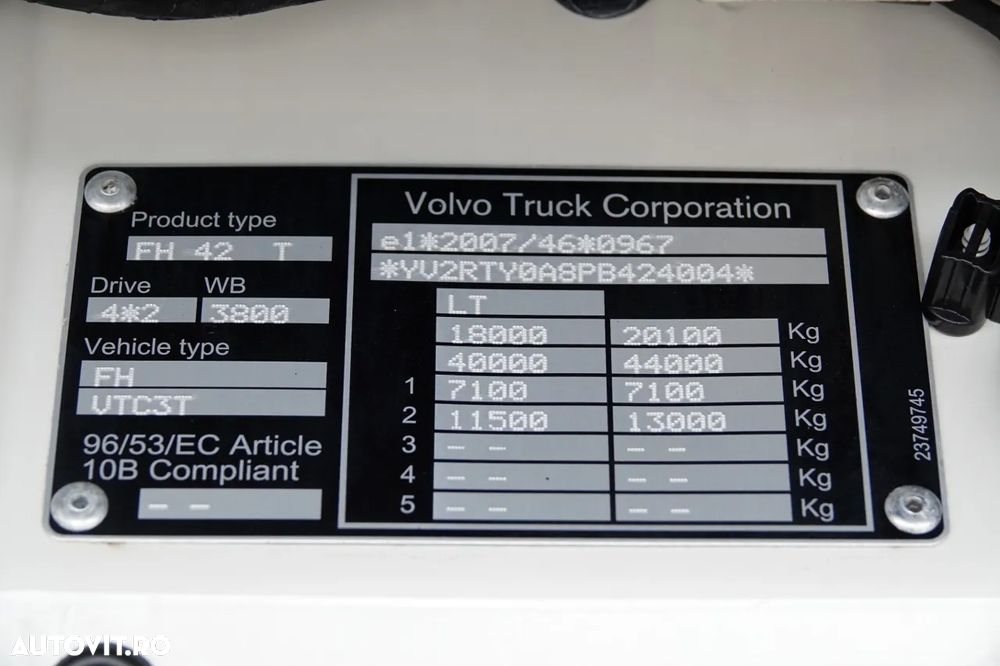 Product type
FH 42 T
Drive WB
4*2 3800
Vehicle type
FH
VTC3T
96/53/EC Article
10B Compliant
-- --
Volvo Truck Corporation
e1*2007/46*0967
*YV2RTY0A8PB424004*
LT
18000 20100 Kg
40000 44000 Kg
1 7100 7100 Kg
2 11500 13000 Kg
3 -- -- -- -- Kg
4 -- -- -- -- Kg
5 -- -- -- -- Kg
23749745
AUTOVIT.RO